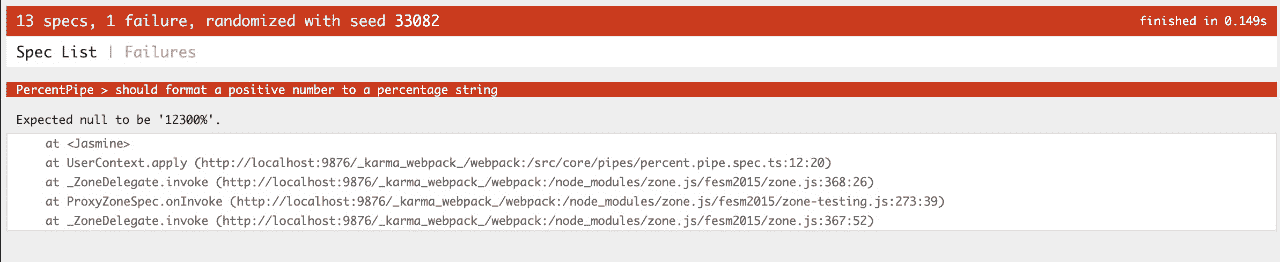 13 specs, 1 failure, randomized with seed 33082
finished in 0.149s
Spec List | Failures
PercentPipe > should format a positive number to a percentage string
Expected null to be '12300%'.
at <Jasmine>
at UserContext.apply (http://localhost:9876/_karma_webpack_/webpack:/src/core/pipes/percent.pipe.spec.ts:12:20)
at _ZoneDelegate.invoke (http://localhost:9876/_karma_webpack_/webpack:/node_modules/zone.js/fesm2015/zone.js:368:26)
at ProxyZoneSpec.onInvoke (http://localhost:9876/_karma_webpack_/webpack:/node_modules/zone.js/fesm2015/zone-testing.js:273:39)
at _ZoneDelegate.invoke (http://localhost:9876/_karma_webpack_/webpack:/node_modules/zone.js/fesm2015/zone.js:367:52)